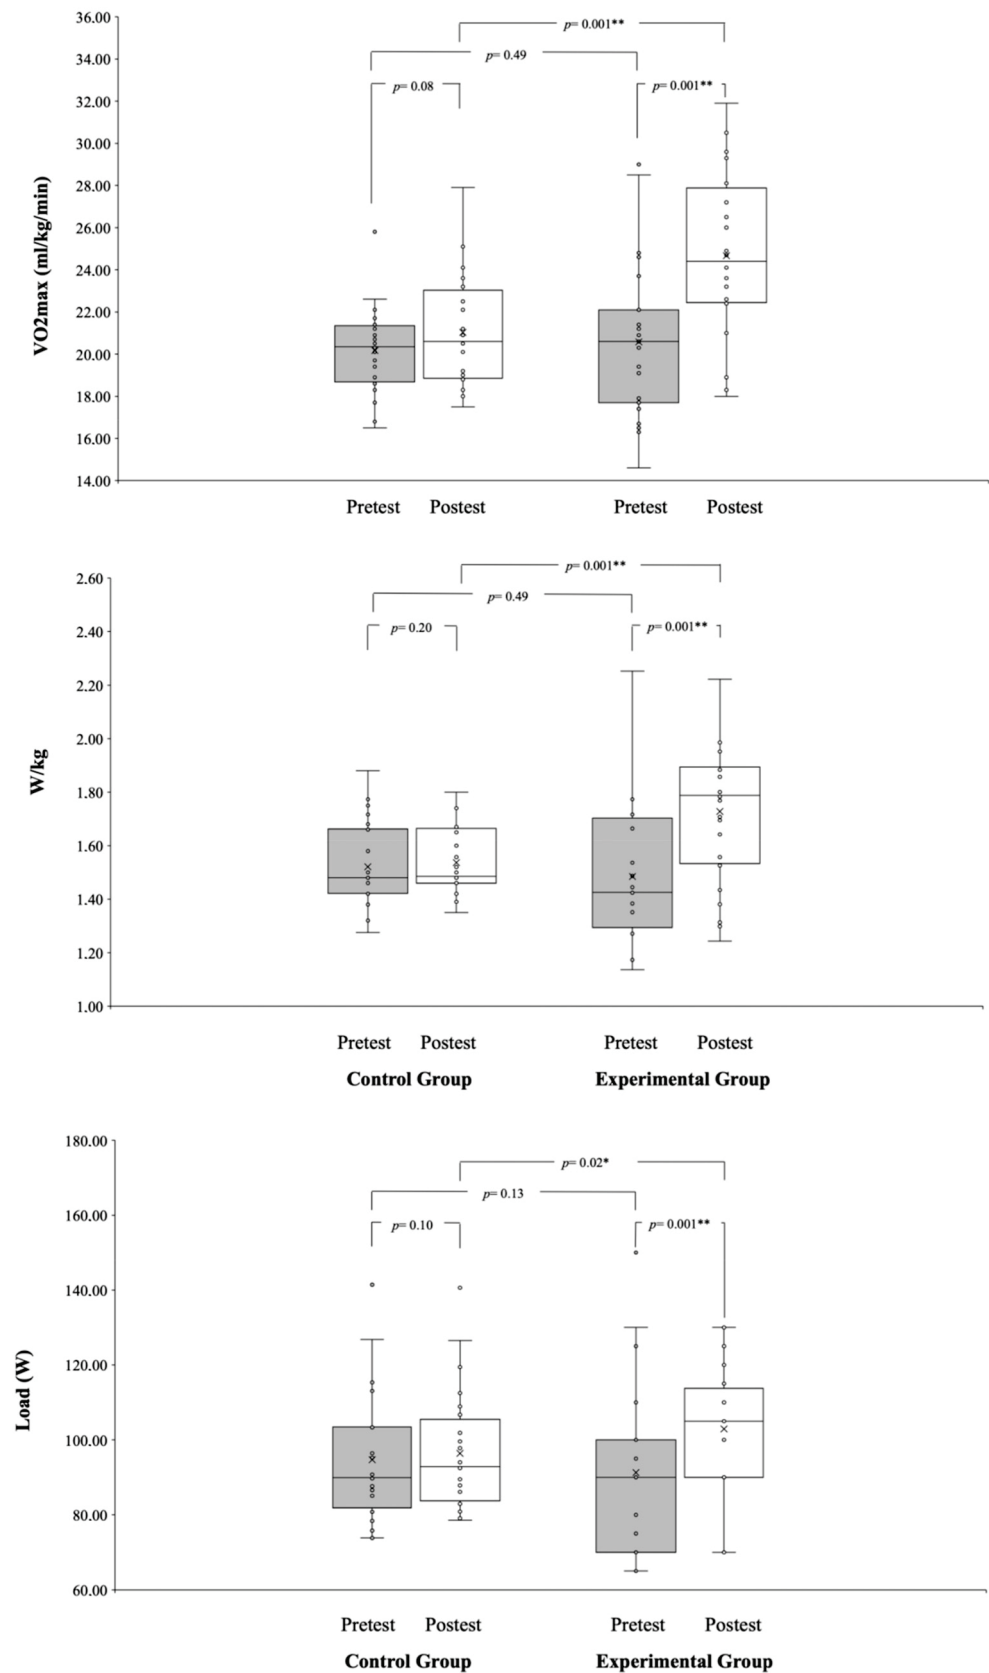 36.00
p= 0.001**
34.00
p= 0.49
p= 0.08
p= 0.001**
32.00
30.00
28.00
26.00
24.00
22.00
20.00
18.00
16.00
14.00
VO2max (ml/kg/min)
Pretest Postest Pretest Postest
p= 0.001**
2.60
p= 0.49
p= 0.20
p= 0.001**
2.40
2.20
2.00
1.80
1.60
1.40
1.20
1.00
W/kg
Pretest Postest Pretest Postest
Control Group Experimental Group
180.00
p= 0.02*
p= 0.13
160.00
p= 0.10
p= 0.001**
140.00
120.00
100.00
80.00
60.00
Load (W)
Pretest Postest Pretest Postest
Control Group Experimental Group